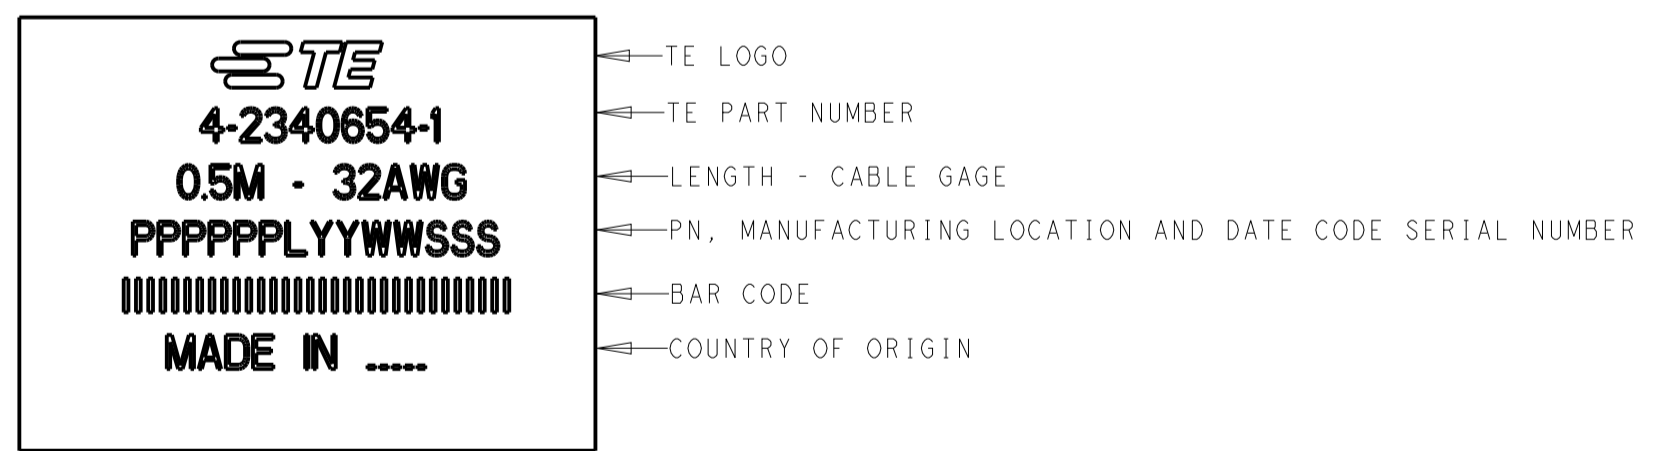 TE
TE LOGO
4-2340654-1
TE PART NUMBER
0.5M - 32AWG
LENGTH - CABLE GAGE
PPPPPPLYYWWSSS
PN, MANUFACTURING LOCATION AND DATE CODE SERIAL NUMBER
BAR CODE
MADE IN _____
COUNTRY OF ORIGIN